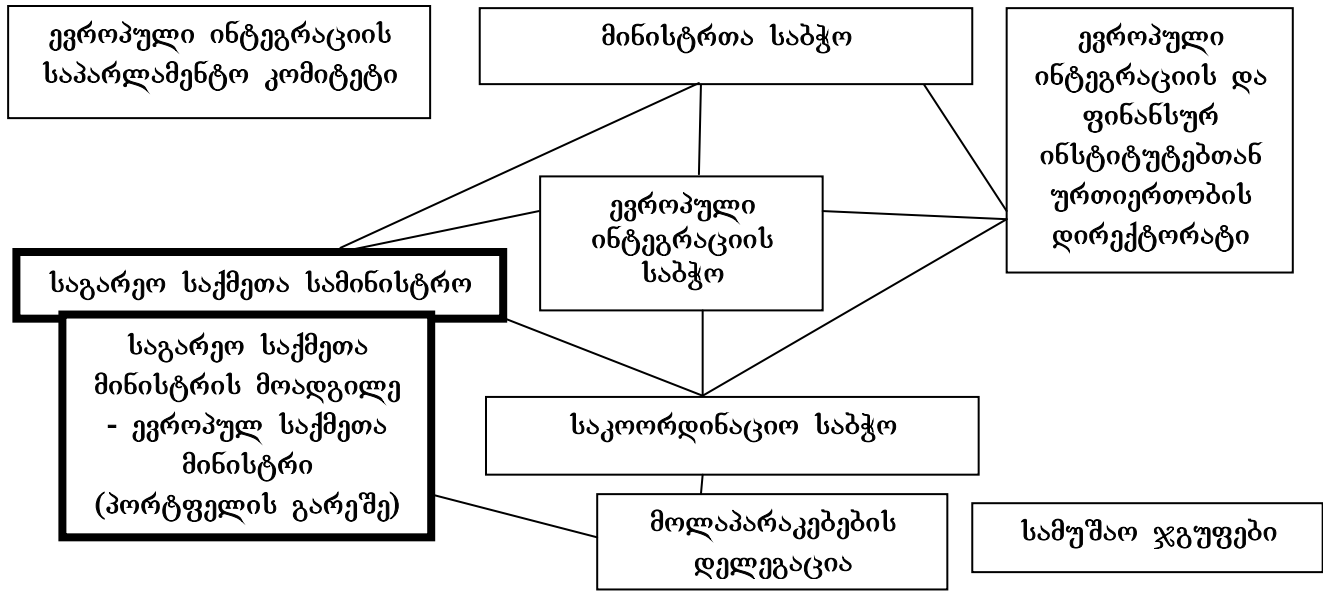 ევროპული ინტეგრაციის
საპარლამენტო კომიტეტი
მინისტრთა საბჭო
ევროპული
ინტეგრაციის და
ფინანსურ
ინსტიტუტებთან
ურთიერთობის
დირექტორატი
ევროპული
ინტეგრაციის
საბჭო
საგარეო საქმეთა სამინისტრო
საგარეო საქმეთა
მინისტრის მოადგილე
- ევროპულ საქმეთა
მინისტრი
(პორტფელის გარეშე)
საკოორდინაციო საბჭო
მოლაპარაკებების
დელეგაცია
სამუშაო ჯგუფები